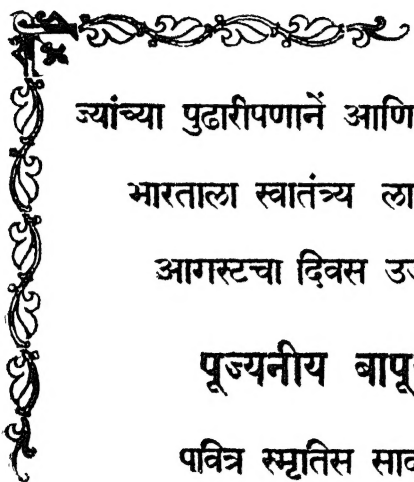 ज्यांच्या पुढारीपणानें आणि
भारताला स्वातंत्र्य ला
आगस्टचा दिवस उ
पूज्यनीय बापू
पवित्र स्मृतिस सा